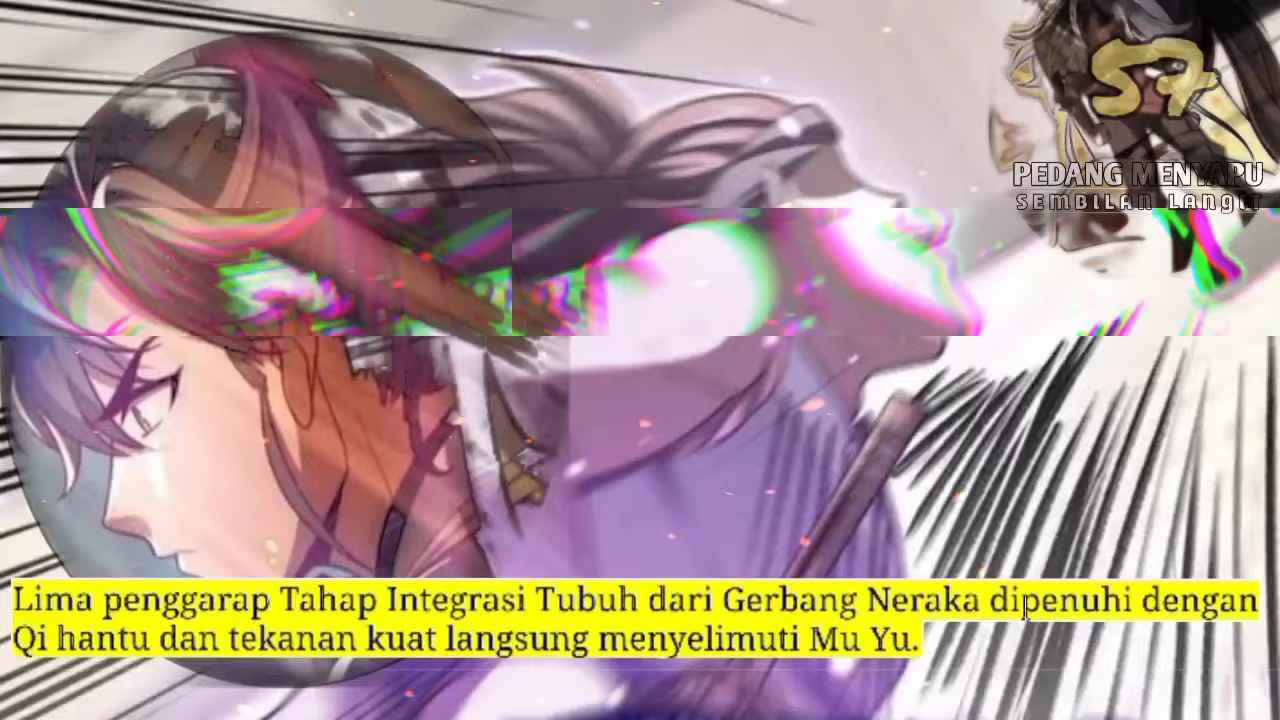 S7
PEDANG MENYAPU
SEMBILAN LANGIT
Lima penggarap Tahap Integrasi Tubuh dari Gerbang Neraka dipenuhi dengan
Qi hantu dan tekanan kuat langsung menyelimuti Mu Yu.